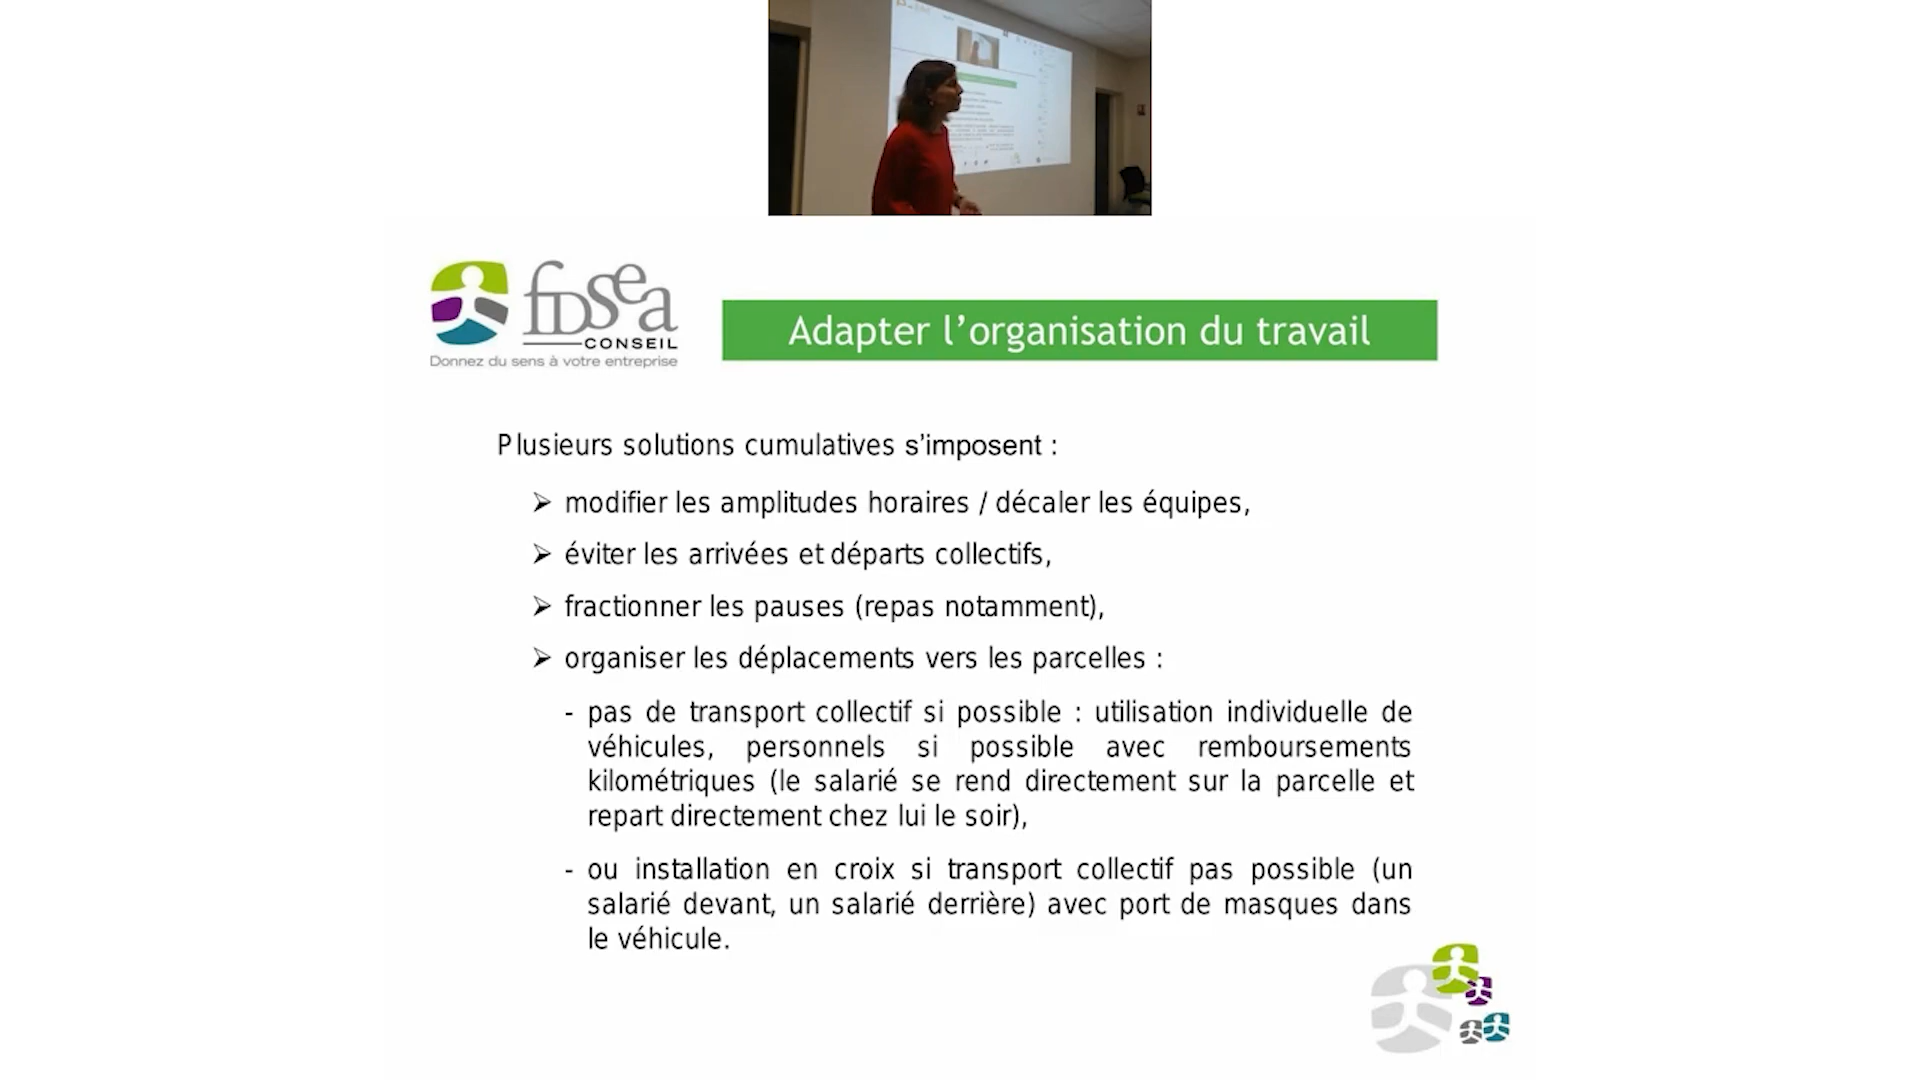 fdsea
CONSEIL
Donnez du sens à votre entreprise
Adapter l’organisation du travail
Plusieurs solutions cumulatives s’imposent :
➢ modifier les amplitudes horaires / décaler les équipes,
➢ éviter les arrivées et départs collectifs,
➢ fractionner les pauses (repas notamment),
➢ organiser les déplacements vers les parcelles :
- pas de transport collectif si possible : utilisation individuelle de
véhicules, personnels si possible avec remboursements
kilométriques (le salarié se rend directement sur la parcelle et
repart directement chez lui le soir),
- ou installation en croix si transport collectif pas possible (un
salarié devant, un salarié derrière) avec port de masques dans
le véhicule.